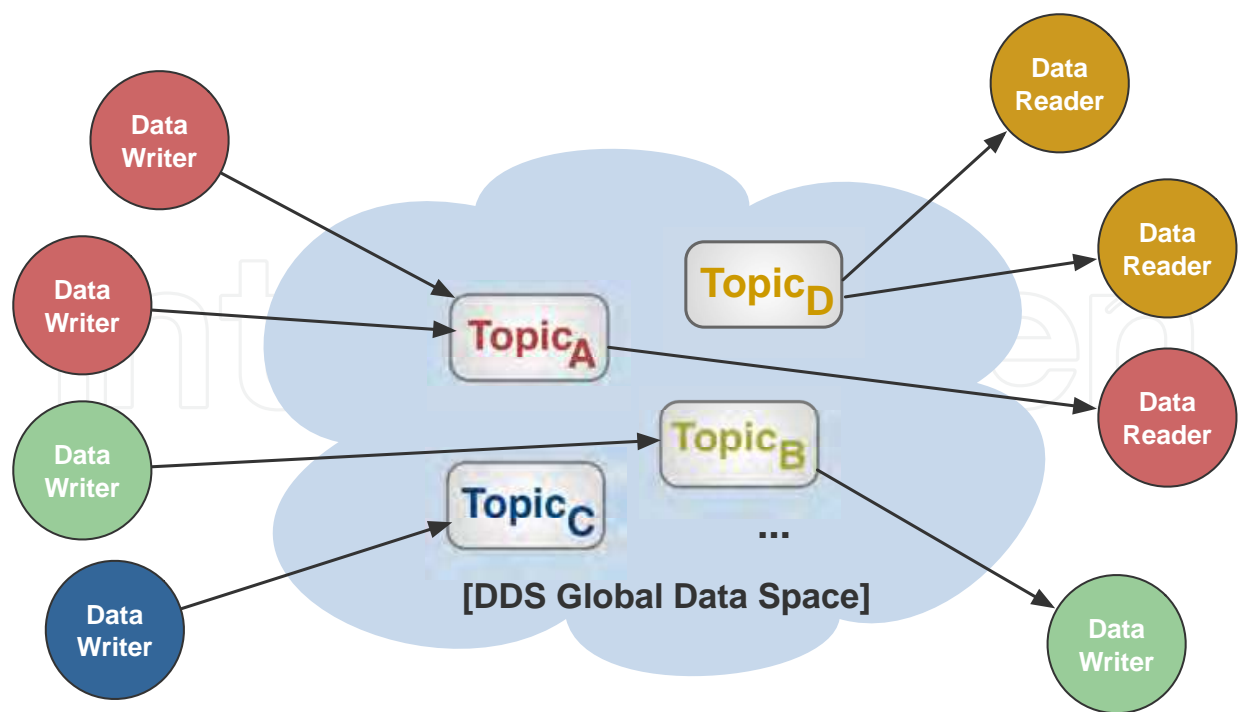 Data
Writer
Data
Writer
Data
Writer
Data
Writer
Data
Reader
Data
Reader
Data
Reader
Data
Writer
TopicD
TopicA
TopicB
TopicC
...
[DDS Global Data Space]